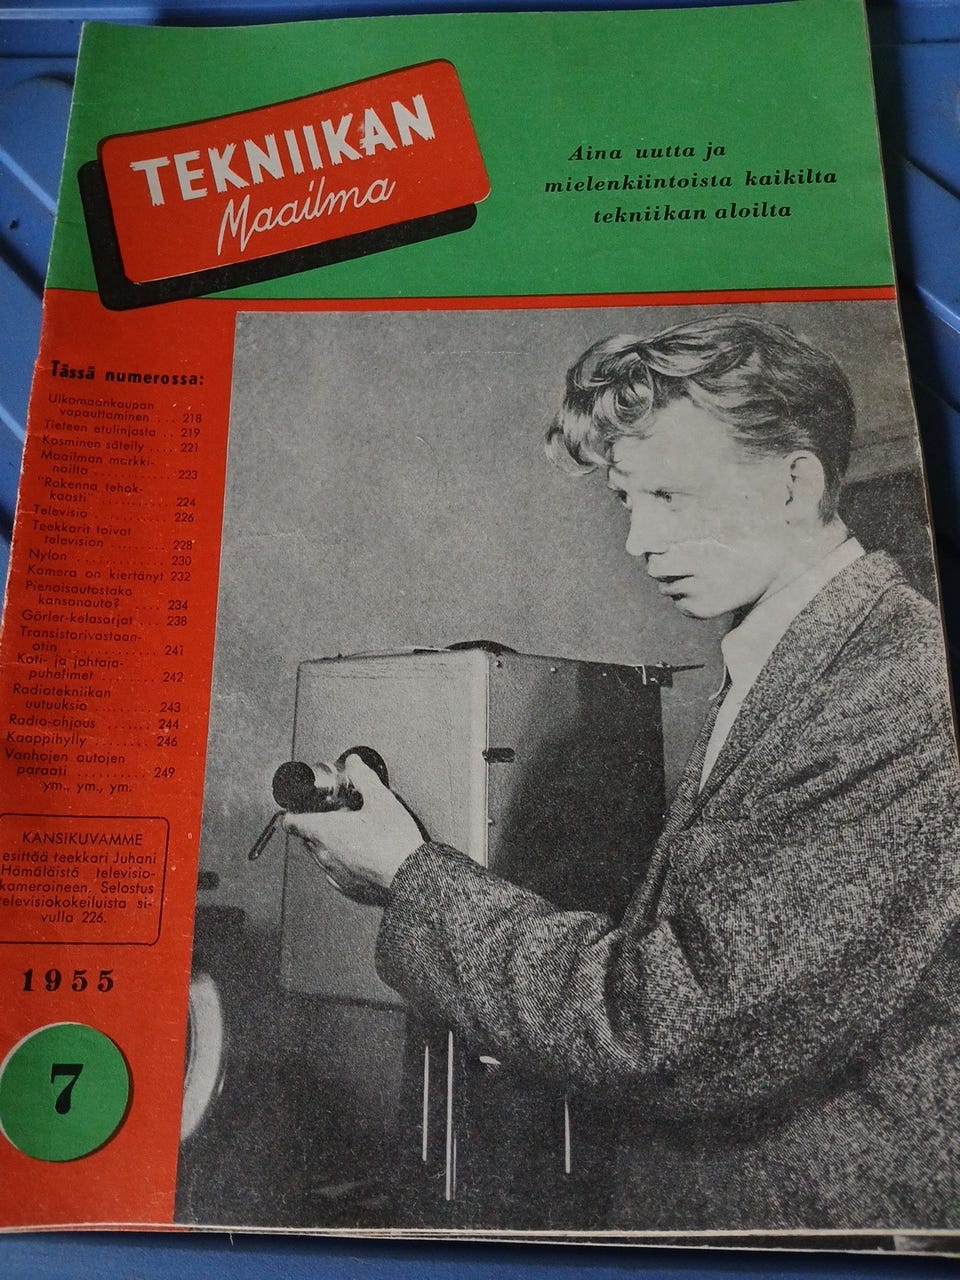 TEKNIIKAN
Maailma
Aina uutta ja
mielenkiintoista kaikilta
tekniikan aloilta
Tässä numerossa:
Ulkomaankaupan
vapauttaminen ... 218
Tieteen etulinjasta .. 219
Kosminen säteily .... 221
Maailman markki-
noilta ............ 223
"Rakenna tehok-
kaasti" ............ 224
Televisio ............ 226
Teekkarit toivat
television ........ 228
Nylon ............ 230
Kamera on kiertänyt 232
Pienoisautostako
kansanauto? .... 234
Görler-kelasarjat .... 238
Transistorivastaan-
otin ............ 241
Koti- ja johtaja-
puhelimet ........ 242
Radiotekniikan
uutuuksia ........ 243
Radio-ohjaus ...... 244
Kaappihylly ........ 246
Vanhojen autojen
paraati .......... 249
ym., ym., ym.
KANSIKUVAMME
esittää teekkari Juhani
Hämäläistä televisio-
kameroineen. Selostus
televisiokokeiluista si-
vulla 226.
1955
7